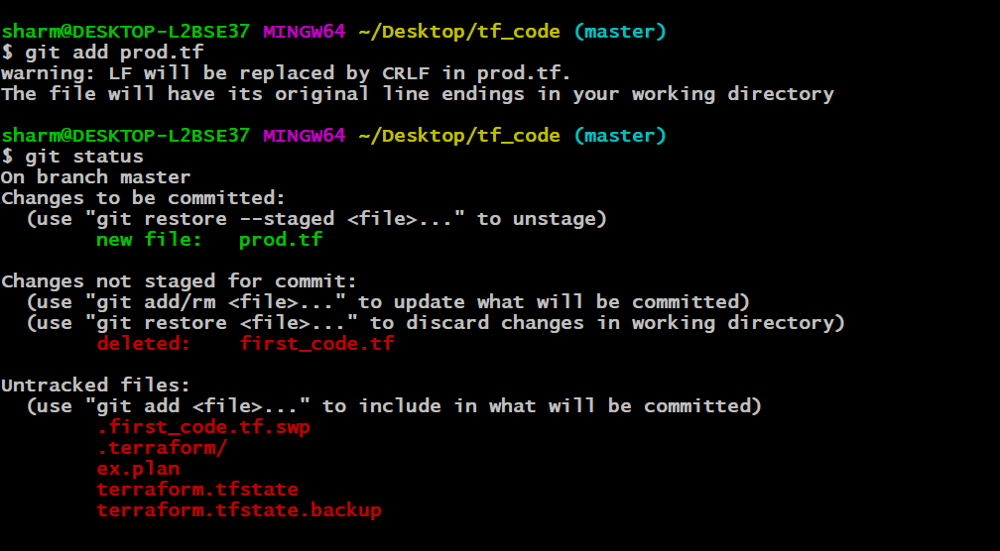 sharm@DESKTOP-L2BSE37 MINGW64 ~/Desktop/tf_code (master)
$ git add prod.tf
warning: LF will be replaced by CRLF in prod.tf.
The file will have its original line endings in your working directory
sharm@DESKTOP-L2BSE37 MINGW64 ~/Desktop/tf_code (master)
$ git status
On branch master
Changes to be committed:
  (use "git restore --staged <file>..." to unstage)
        new file:   prod.tf
Changes not staged for commit:
  (use "git add/rm <file>..." to update what will be committed)
  (use "git restore <file>..." to discard changes in working directory)
        deleted:    first_code.tf
Untracked files:
  (use "git add <file>..." to include in what will be committed)
        .first_code.tf.swp
        .terraform/
        ex.plan
        terraform.tfstate
        terraform.tfstate.backup